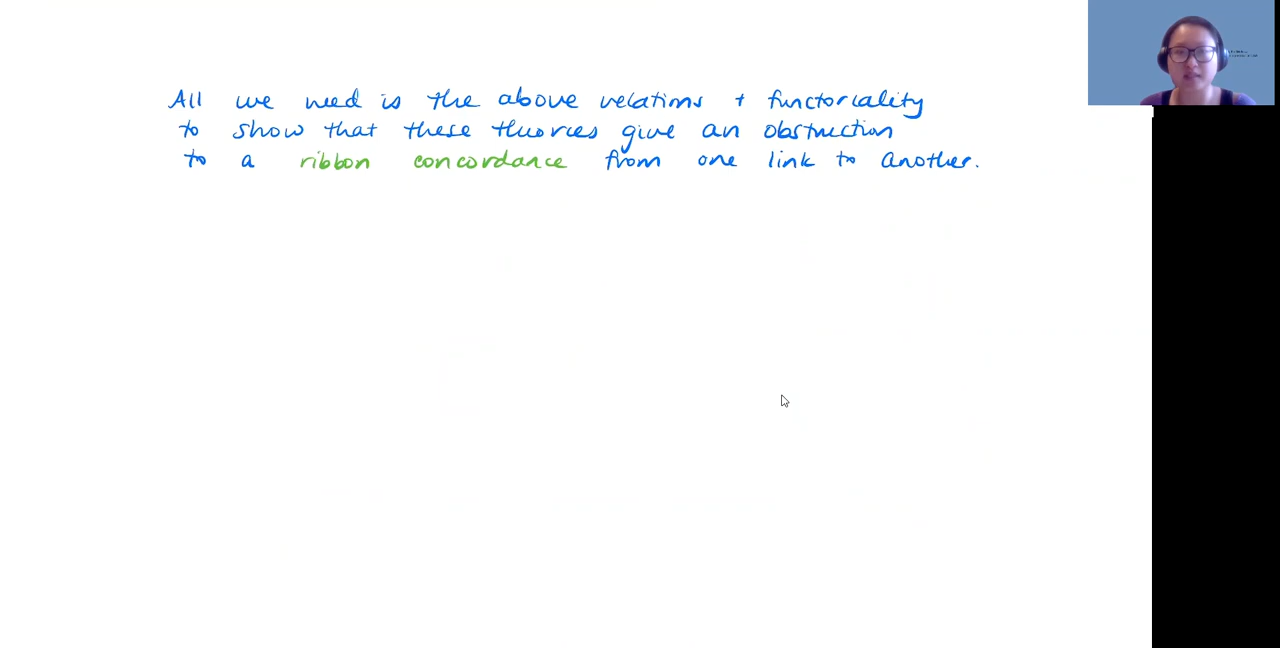 All we need is the above relations + functoriality
to show that these theories give an obstruction
to a ribbon concordance from one link to another.